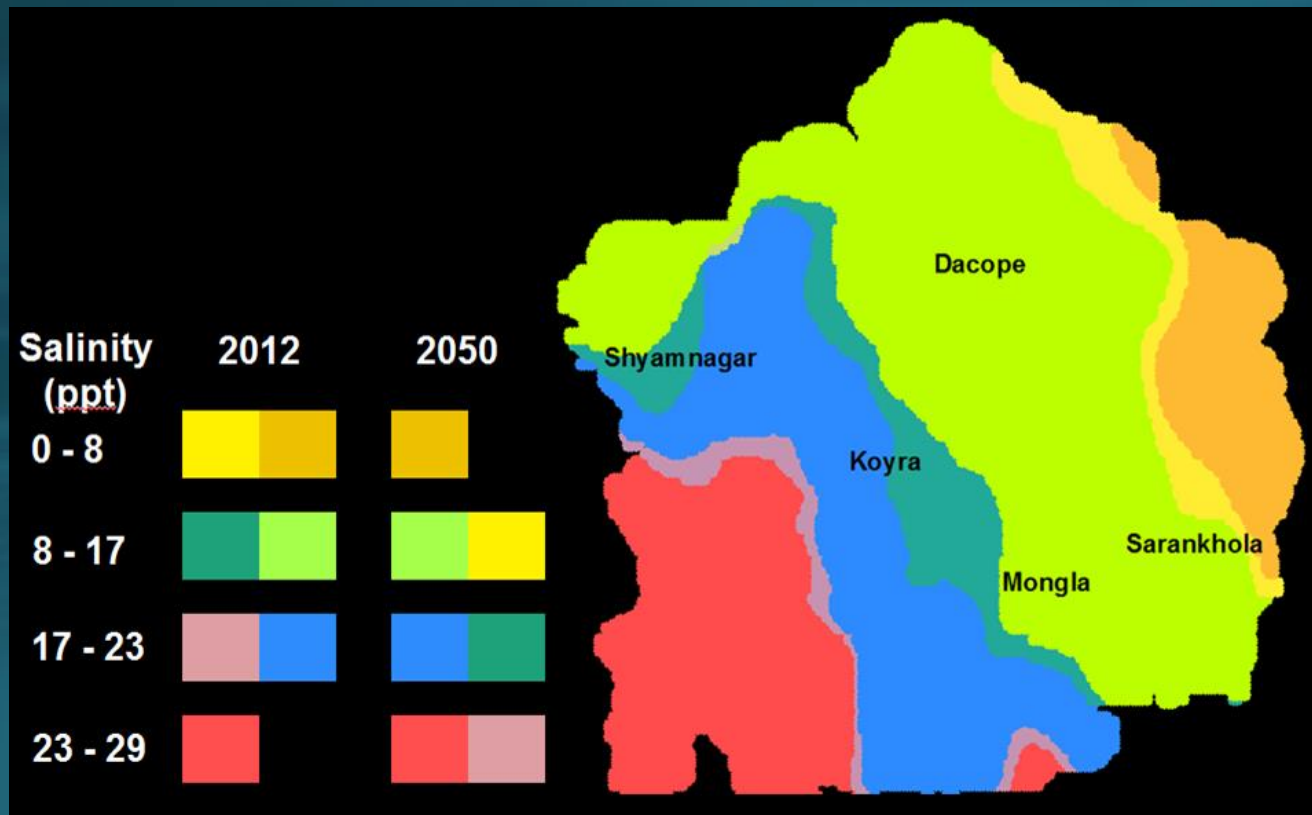 Salinity
(ppt)
2012
2050
0 - 8
8 - 17
17 - 23
23 - 29
Dacope
Shyamnagar
Koyra
Sarankhola
Mongla